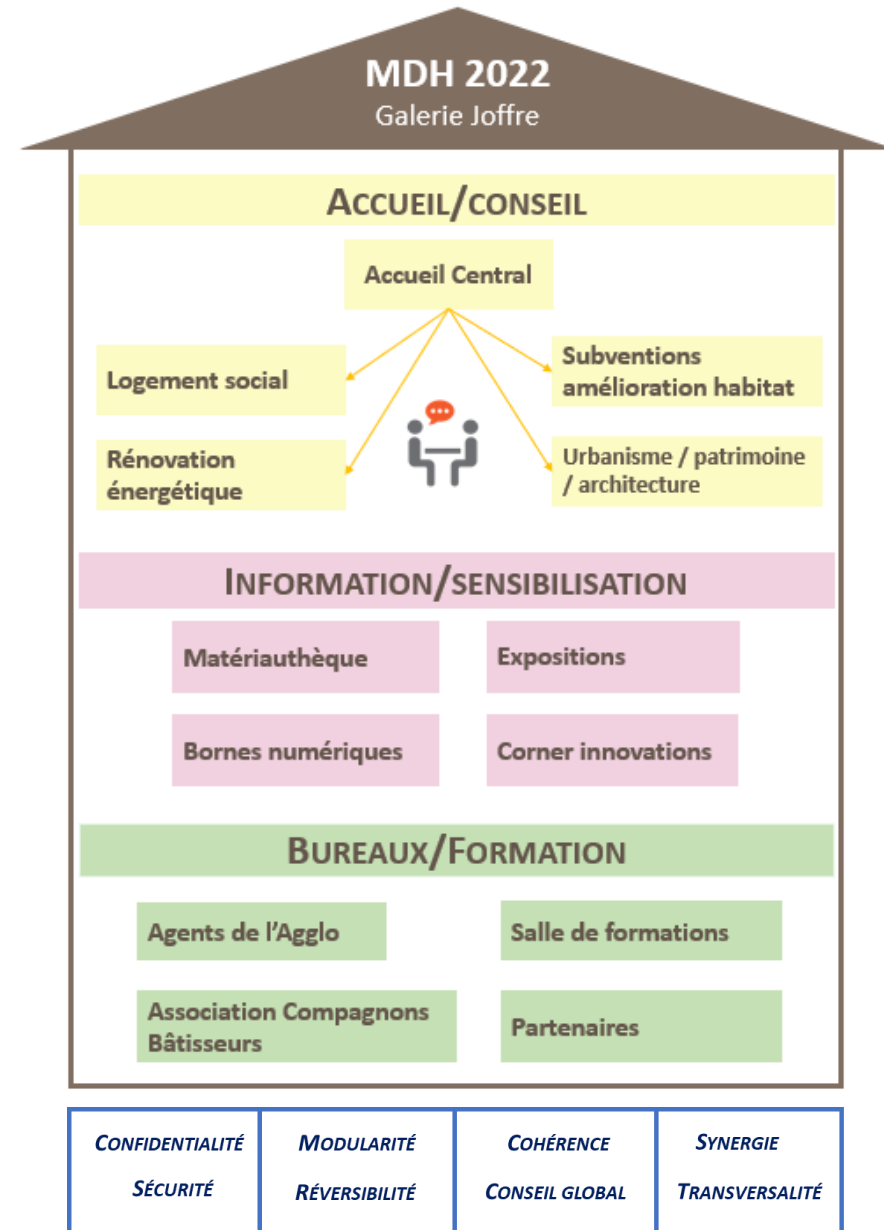 MDH 2022
Galerie Joffre
ACCUEIL/CONSEIL
Accueil Central
Logement social
Subventions
amélioration habitat
Rénovation
énergétique
Urbanisme / patrimoine
/ architecture
INFORMATION/SENSIBILISATION
Matériauthèque
Expositions
Bornes numériques
Corner innovations
BUREAUX/FORMATION
Agents de l'Agglo
Salle de formations
Association Compagnons
Bâtisseurs
Partenaires
CONFIDENTIALITÉ
SÉCURITÉ
MODULARITÉ
RÉVERSIBILITÉ
COHÉRENCE
CONSEIL GLOBAL
SYNERGIE
TRANSVERSALITÉ